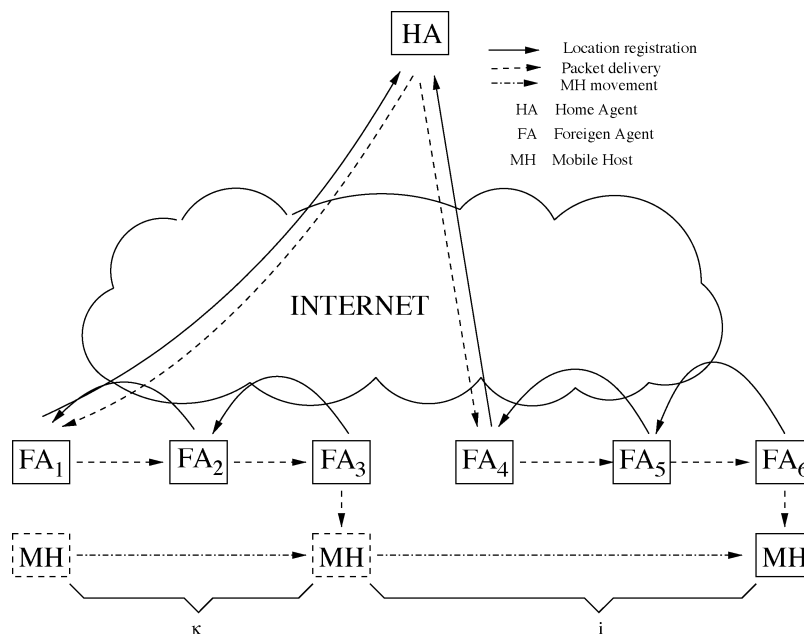 HA
Location registration
Packet delivery
MH movement
HA Home Agent
FA Foreigen Agent
MH Mobile Host
INTERNET
FA1 FA2 FA3 FA4 FA5 FA6
MH MH MH
κ i